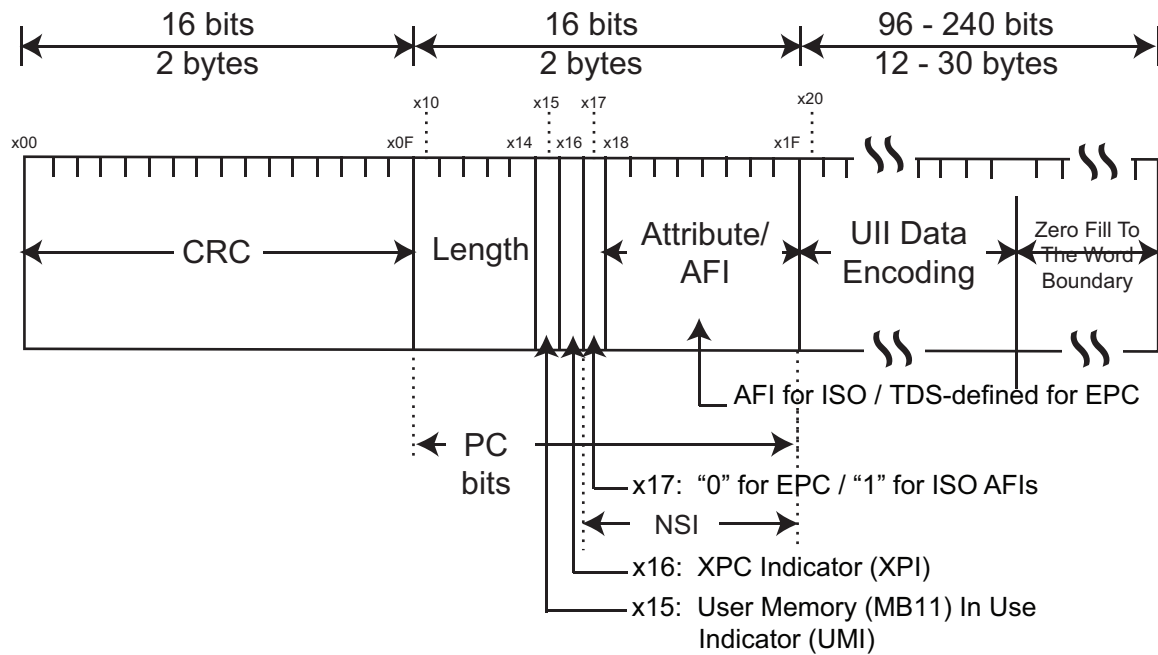 16 bits
2 bytes
16 bits
2 bytes
96 - 240 bits
12 - 30 bytes
x10
x15
x17
x20
x00
x0F
x14
x16
x18
x1F
CRC
Length
Attribute/
AFI
UII Data
Encoding
Zero Fill To
The Word
Boundary
AFI for ISO / TDS-defined for EPC
PC
bits
x17: “0” for EPC / “1” for ISO AFIs
NSI
x16: XPC Indicator (XPI)
x15: User Memory (MB11) In Use
Indicator (UMI)